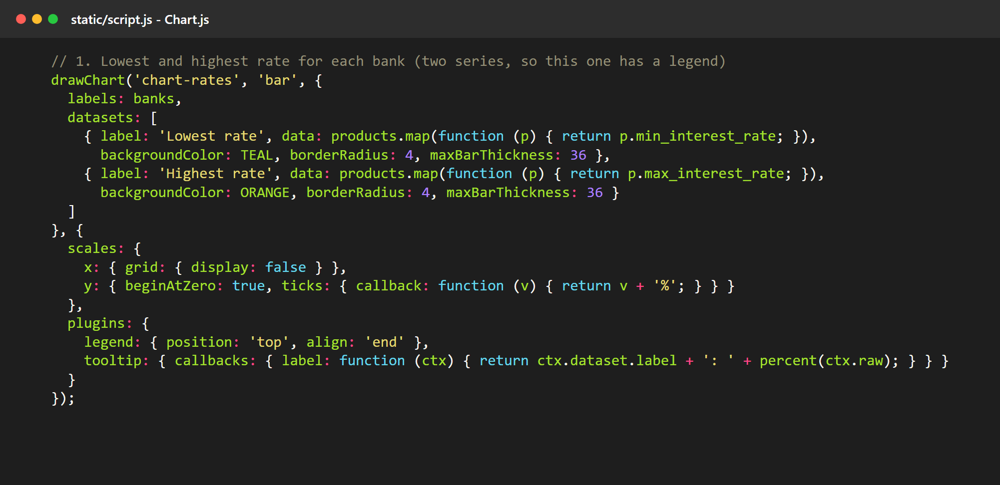 static/script.js - Chart.js
// 1. Lowest and highest rate for each bank (two series, so this one has a legend)
drawChart('chart-rates', 'bar', {
  labels: banks,
  datasets: [
    { label: 'Lowest rate', data: products.map(function (p) { return p.min_interest_rate; }),
      backgroundColor: TEAL, borderRadius: 4, maxBarThickness: 36 },
    { label: 'Highest rate', data: products.map(function (p) { return p.max_interest_rate; }),
      backgroundColor: ORANGE, borderRadius: 4, maxBarThickness: 36 }
  ]
}, {
  scales: {
    x: { grid: { display: false } },
    y: { beginAtZero: true, ticks: { callback: function (v) { return v + '%'; } } }
  },
  plugins: {
    legend: { position: 'top', align: 'end' },
    tooltip: { callbacks: { label: function (ctx) { return ctx.dataset.label + ': ' + percent(ctx.raw); } } }
  }
});